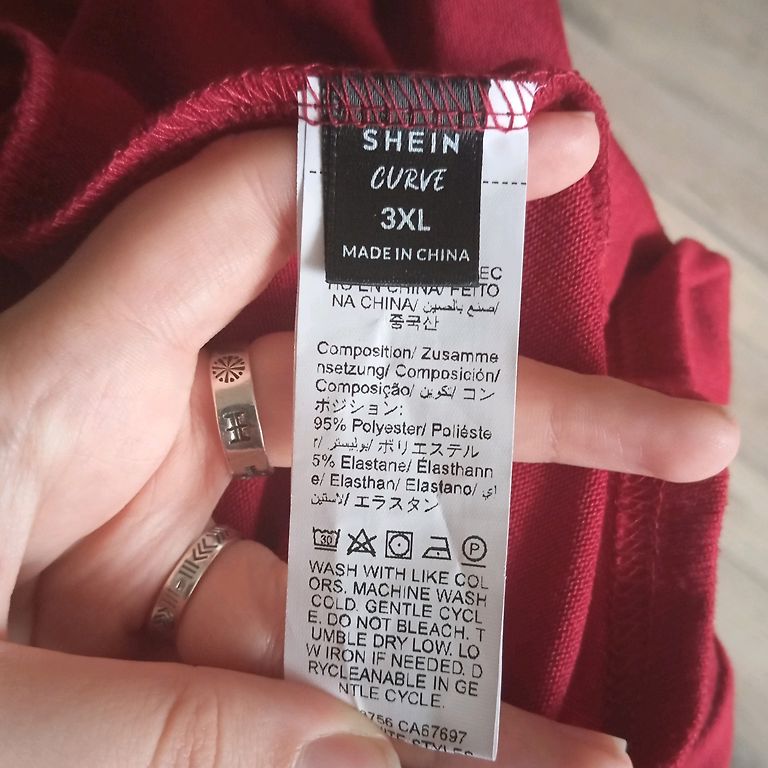 SHEIN
CURVE
3XL
MADE IN CHINA
EN CHINA/ FEITO
NA CHINA/ صنع بالصين/
중국산
Composition/ Zusamme
nsetzung/ Composición/
Composição/ تكوين/ コン
ポジション:
95% Polyester/ Poliéste
r/ بوليستر/ ポリエステル
5% Elastane/ Élasthann
e/ Elasthan/ Elastano/ اي
لاستين/ エラスタン
30
P
WASH WITH LIKE COL
ORS. MACHINE WASH
COLD. GENTLE CYCL
E. DO NOT BLEACH. T
UMBLE DRY LOW. LO
W IRON IF NEEDED. D
RYCLEANABLE IN GE
NTLE CYCLE.
CA67697
STYLES